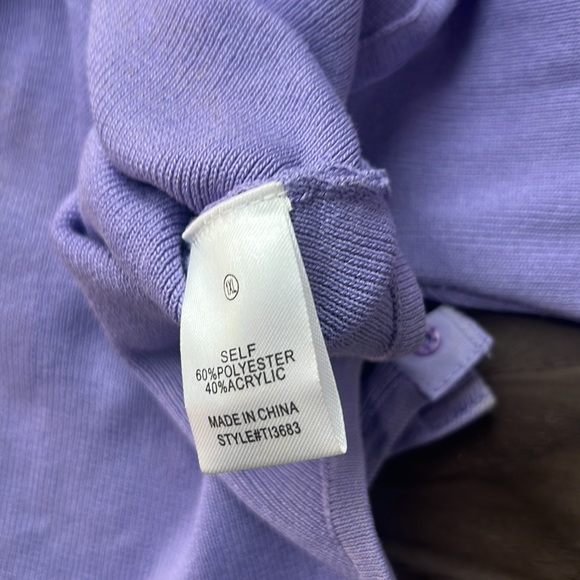 1XL
SELF
60%POLYESTER
40%ACRYLIC
MADE IN CHINA
STYLE#TI3683